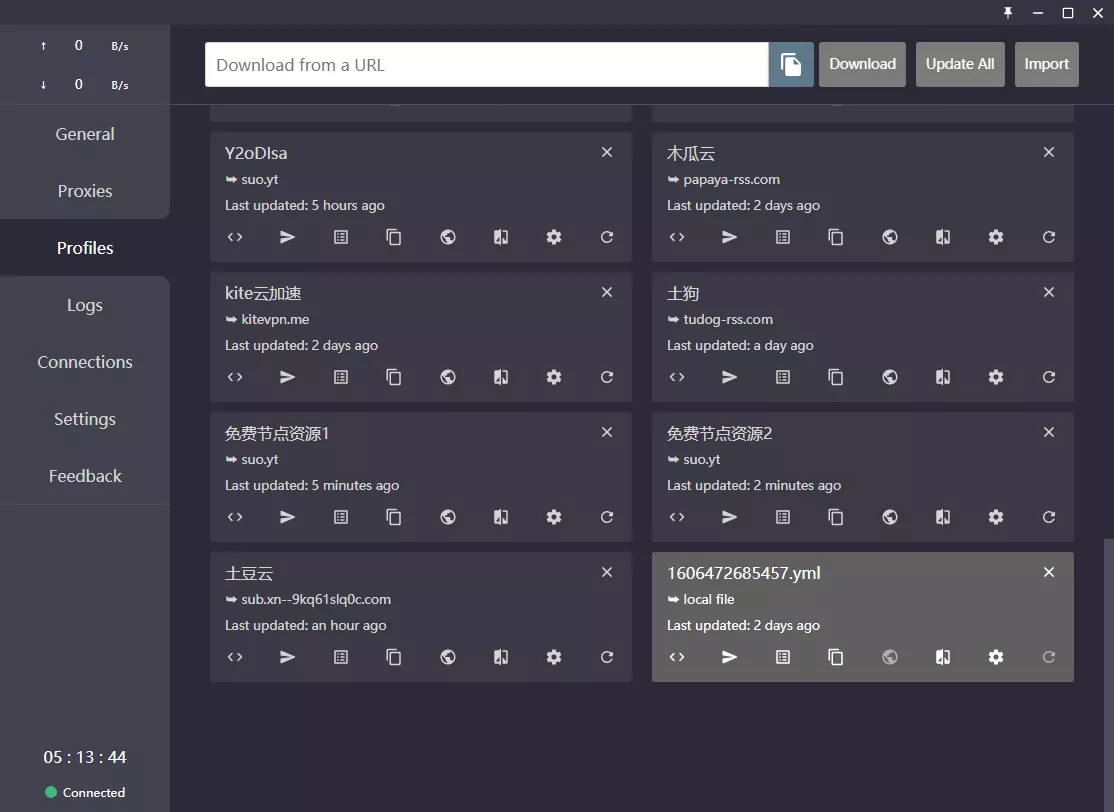 ↑ 0 B/s
↓ 0 B/s
General
Proxies
Profiles
Logs
Connections
Settings
Feedback
05 : 13 : 44
Connected
Download from a URL
Download
Update All
Import
Y2oDIsa
suo.yt
Last updated: 5 hours ago
木瓜云
papaya-rss.com
Last updated: 2 days ago
kite云加速
kitevpn.me
Last updated: 2 days ago
土狗
tudog-rss.com
Last updated: a day ago
免费节点资源1
suo.yt
Last updated: 5 minutes ago
免费节点资源2
suo.yt
Last updated: 2 minutes ago
土豆云
sub.xn--9kq61slq0c.com
Last updated: an hour ago
1606472685457.yml
local file
Last updated: 2 days ago